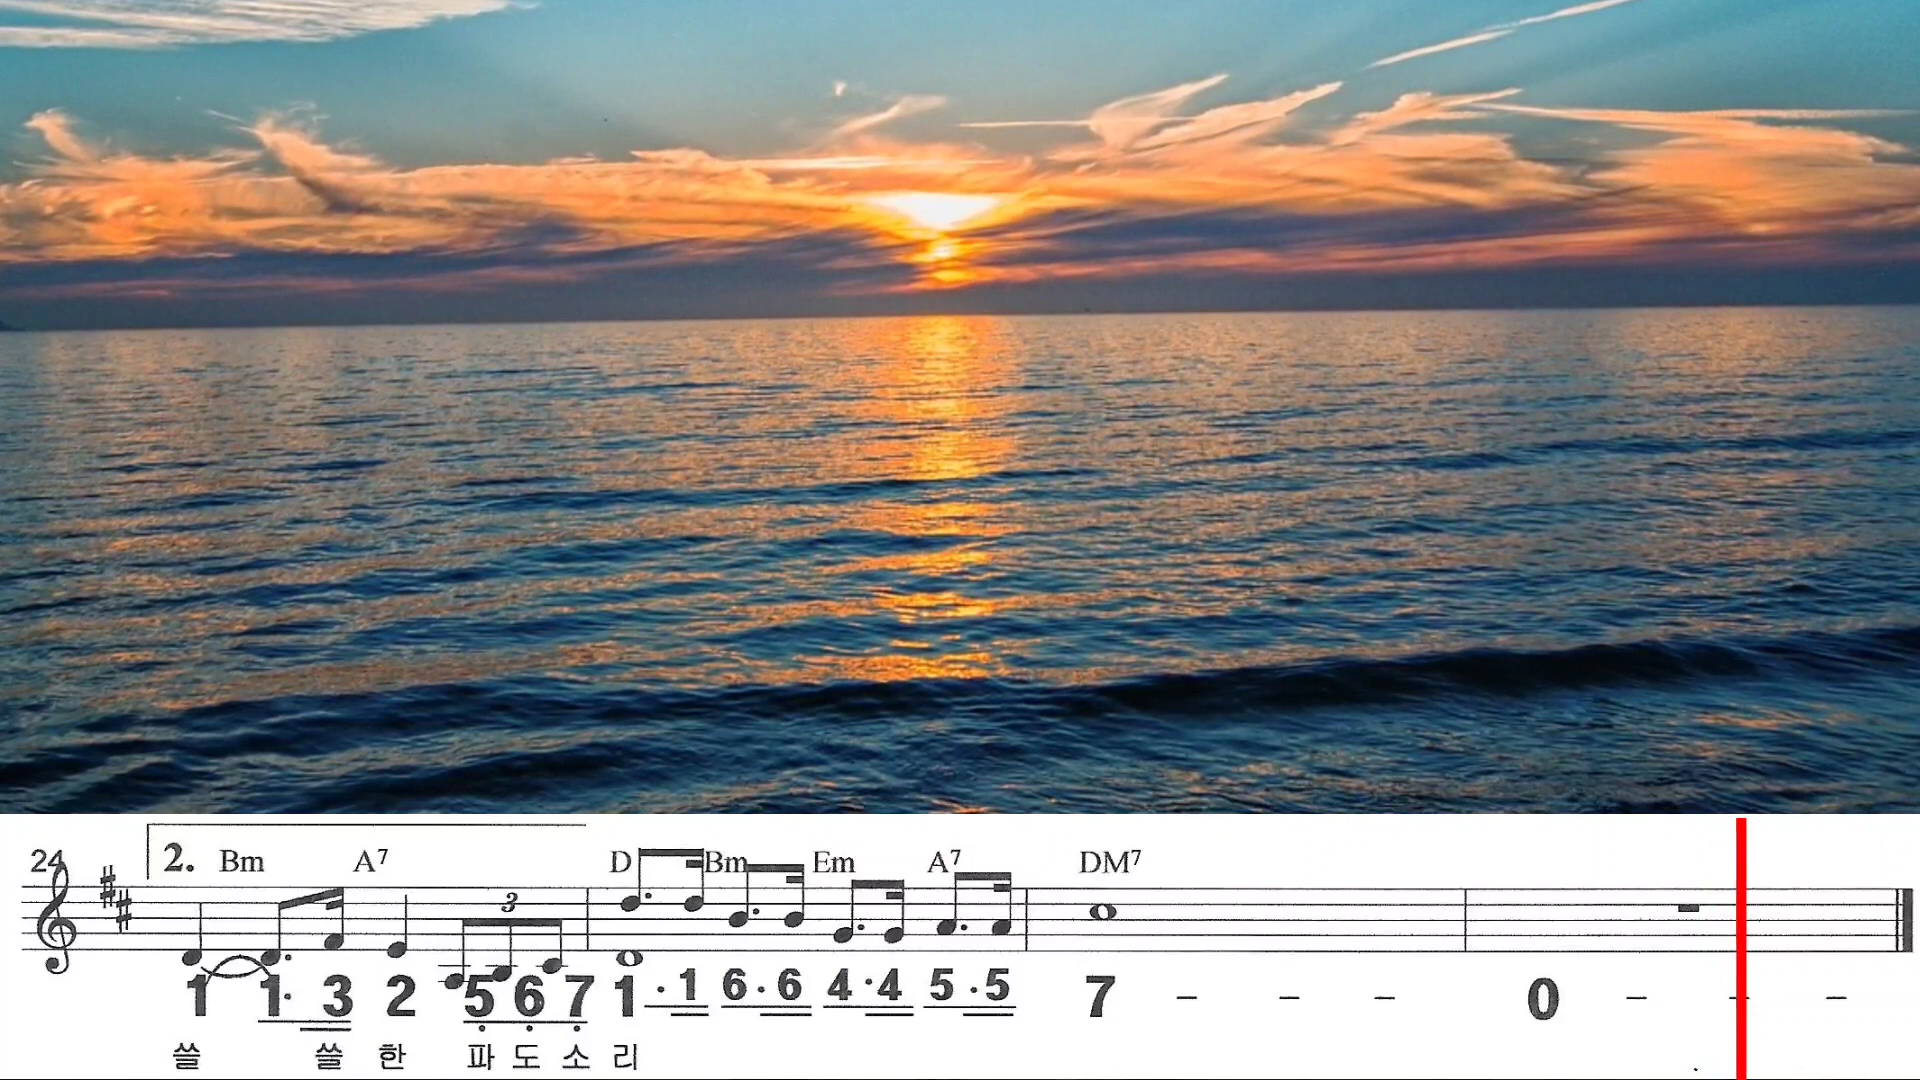 24 2. Bm A7 D Bm Em A7 DM7
3
1 1· 3 2 5 6 7 1 · 1 6 · 6 4 · 4 5 · 5 7 – – – 0 – – –
쓸 쓸 한 파 도 소 리